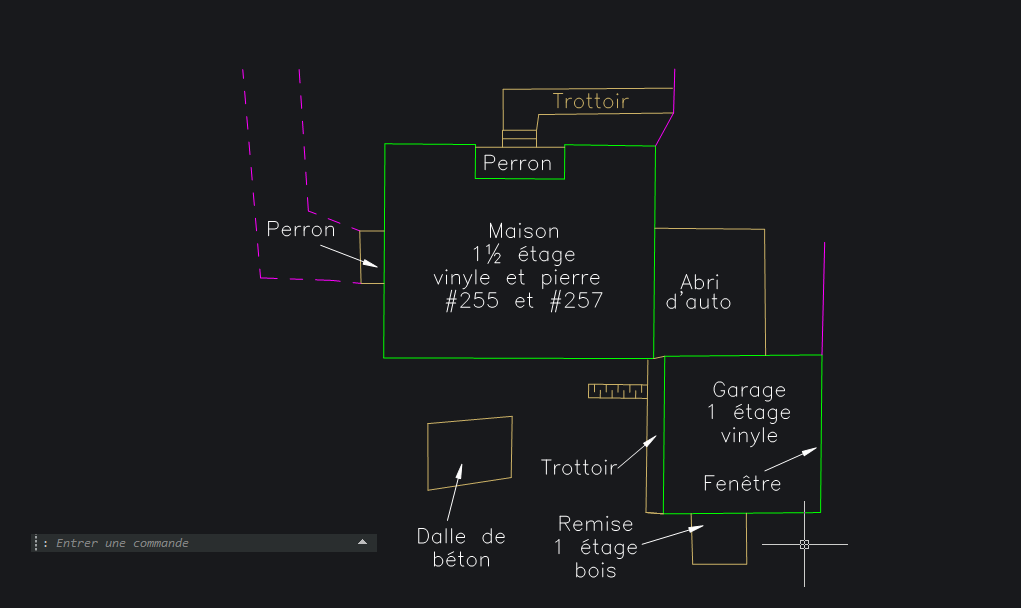 Trottoir
Perron
Perron
Maison
1½ étage
vinyle et pierre
#255 et #257
Abri
d'auto
Garage
1 étage
vinyle
Trottoir
Fenêtre
Dalle de
béton
Remise
1 étage
bois
: Entrer une commande